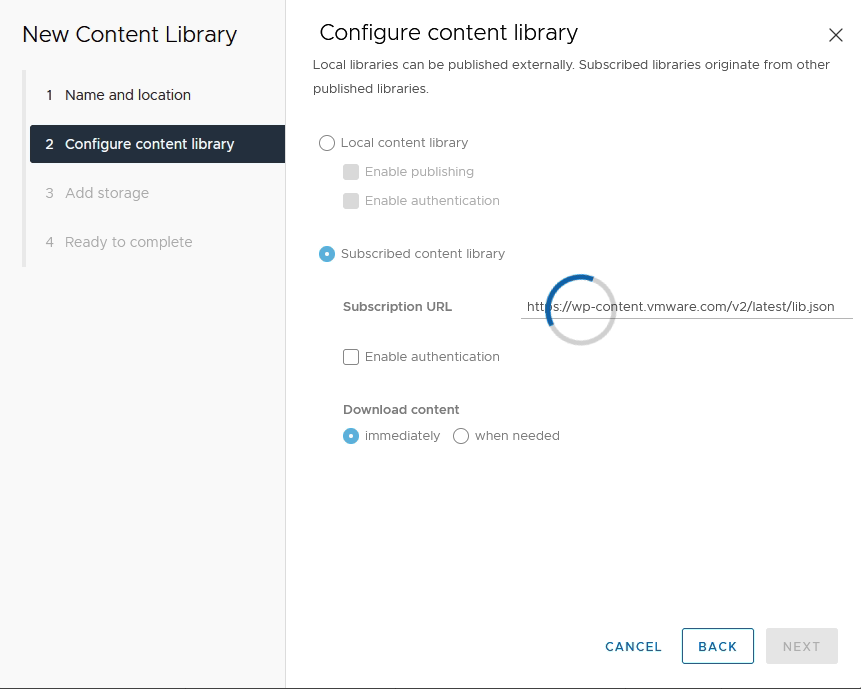 New Content Library
1 Name and location
2 Configure content library
3 Add storage
4 Ready to complete
Configure content library
Local libraries can be published externally. Subscribed libraries originate from other
published libraries.
Local content library
Enable publishing
Enable authentication
Subscribed content library
Subscription URL https://wp-content.vmware.com/v2/latest/lib.json
Enable authentication
Download content
immediately when needed
CANCEL BACK NEXT